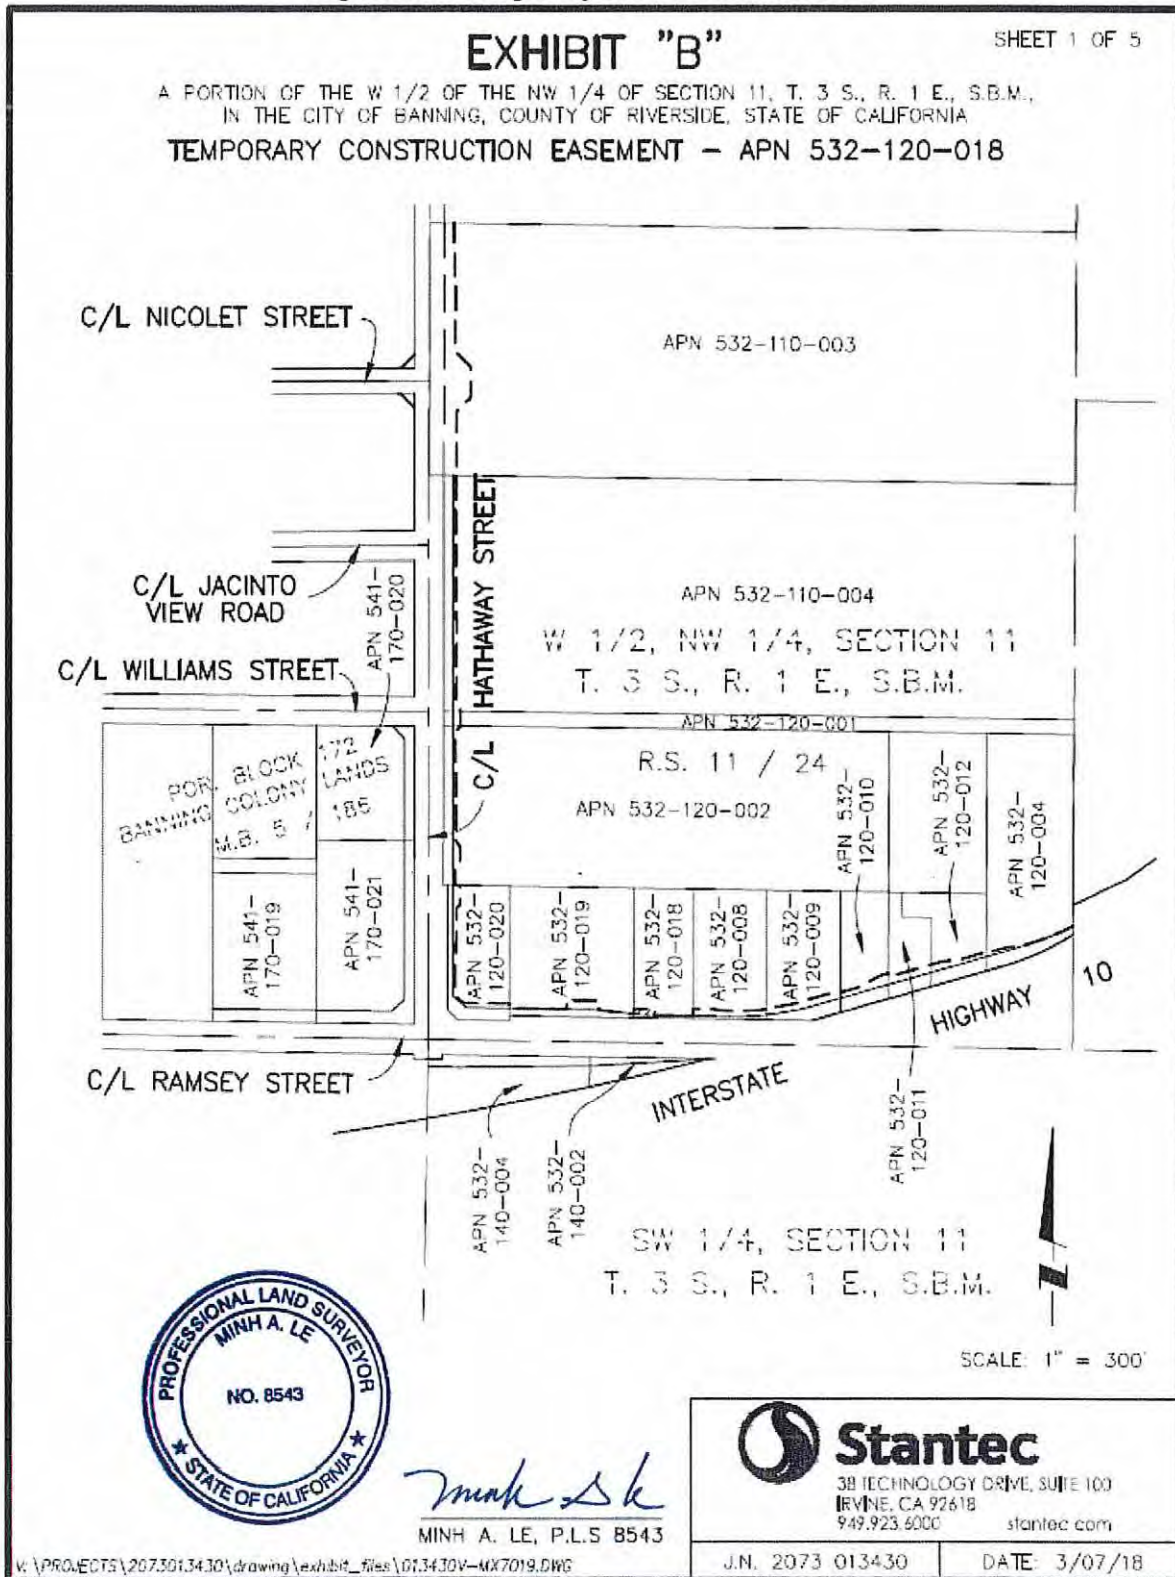 EXHIBIT "B"
SHEET 1 OF 5
A PORTION OF THE W 1/2 OF THE NW 1/4 OF SECTION 11, T. 3 S., R. 1 E., S.B.M.,
IN THE CITY OF BANNING, COUNTY OF RIVERSIDE, STATE OF CALIFORNIA
TEMPORARY CONSTRUCTION EASEMENT - APN 532-120-018
C/L NICOLET STREET
APN 532-110-003
C/L HATHAWAY STREET
C/L JACINTO
VIEW ROAD
APN 541-
170-020
APN 532-110-004
W 1/2, NW 1/4, SECTION 11
T. 3 S., R. 1 E., S.B.M.
C/L WILLIAMS STREET
APN 532-120-001
R.S. 11 / 24
APN 532-120-002
POR. BLOCK 172
BANNING COLONY LANDS
M.B. 5 / 186
APN 532-
120-010
APN 532-
120-012
APN 532-
120-004
APN 541-
170-019
APN 541-
170-021
APN 532-
120-020
APN 532-
120-019
APN 532-
120-018
APN 532-
120-008
APN 532-
120-009
INTERSTATE HIGHWAY 10
C/L RAMSEY STREET
APN 532-
140-004
APN 532-
140-002
APN 532-
120-011
SW 1/4, SECTION 11
T. 3 S., R. 1 E., S.B.M.
SCALE: 1" = 300'
PROFESSIONAL LAND SURVEYOR
MINH A. LE
NO. 8543
STATE OF CALIFORNIA
MINH A. LE, P.L.S 8543
Stantec
38 TECHNOLOGY DRIVE, SUITE 100
IRVINE, CA 92618
949.923.6000 stantec.com
V:\PROJECTS\2073013430\drawing\exhibit_files\013430V-MX7019.DWG
J.N. 2073 013430
DATE: 3/07/18